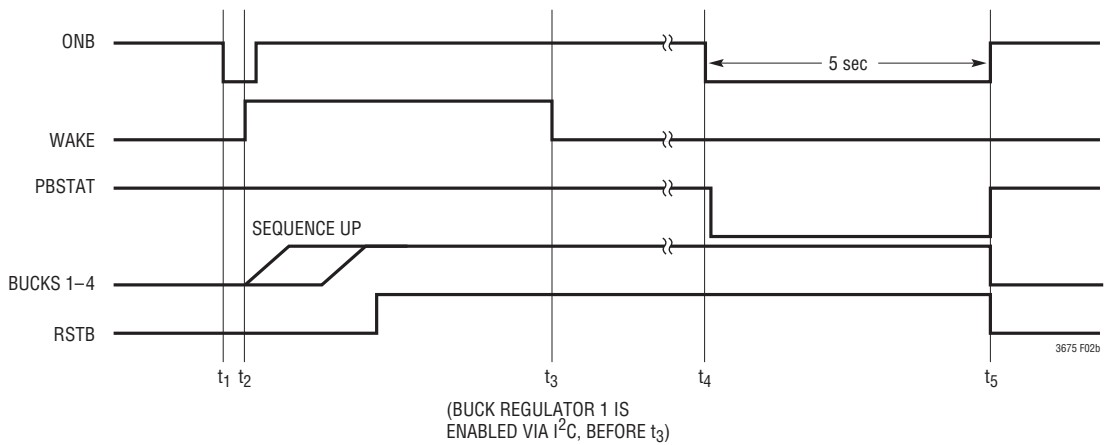 ONB
5 sec
WAKE
PBSTAT
SEQUENCE UP
BUCKS 1–4
RSTB
3675 F02b
t1 t2 t3 t4 t5
(BUCK REGULATOR 1 IS
ENABLED VIA I2C, BEFORE t3)